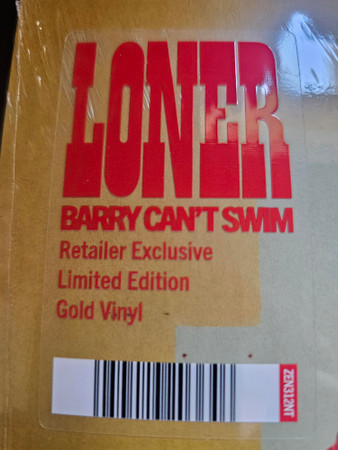 LONER
BARRY CAN'T SWIM
Retailer Exclusive
Limited Edition
Gold Vinyl
ZEN312NT